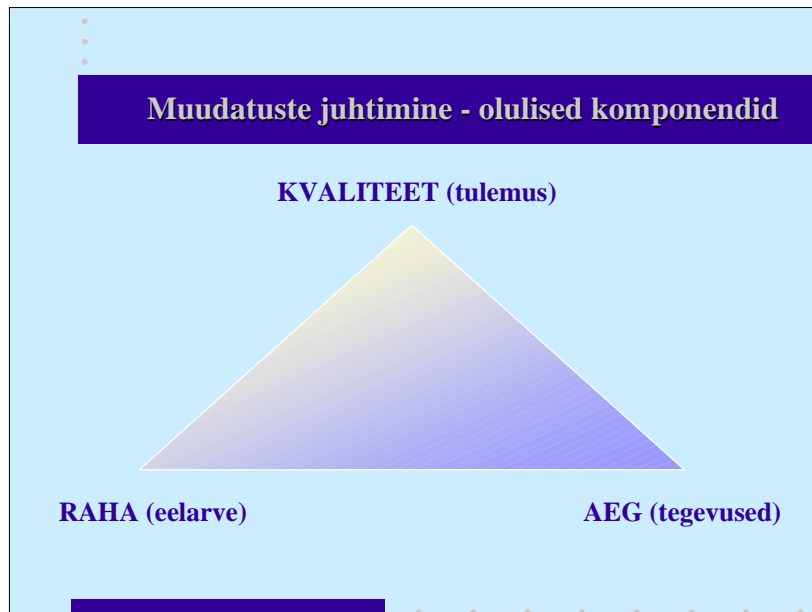 Muudatuste juhtimine - olulised komponendid
KVALITEET (tulemus)
RAHA (eelarve) AEG (tegevused)